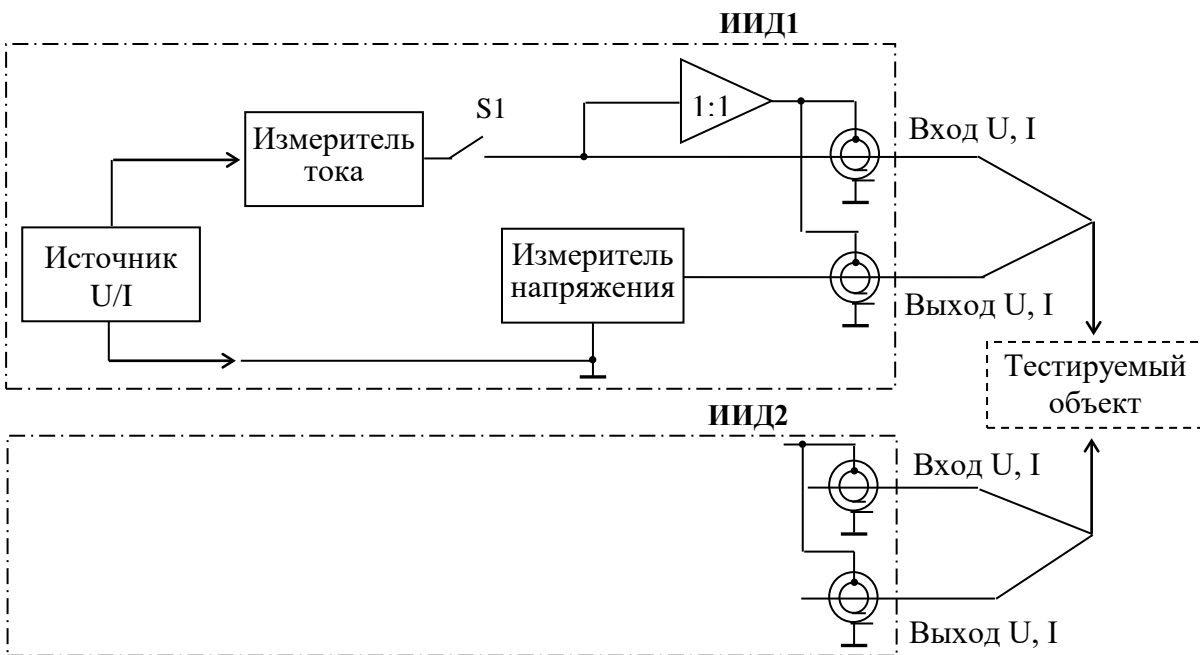 ИИД1
S1
1:1
Вход U, I
Измеритель
тока
Источник
U/I
Измеритель
напряжения
Выход U, I
Тестируемый
объект
ИИД2
Вход U, I
Выход U, I